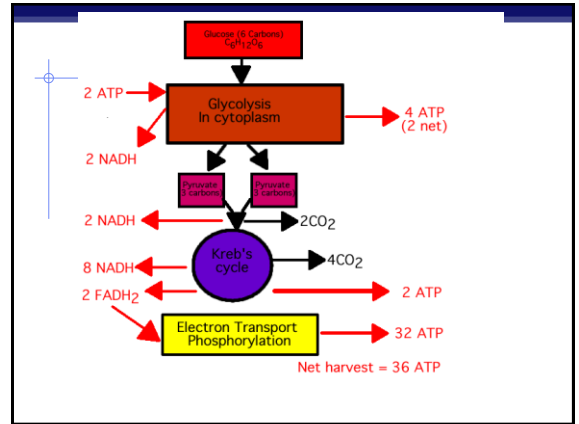 Glucose (6 Carbons)
C6H12O6
2 ATP
Glycolysis
In cytoplasm
4 ATP
(2 net)
2 NADH
Pyruvate
3 carbons)
Pyruvate
3 carbons)
2 NADH
2CO2
Kreb's
cycle
4CO2
8 NADH
2 FADH2
2 ATP
Electron Transport
Phosphorylation
32 ATP
Net harvest = 36 ATP